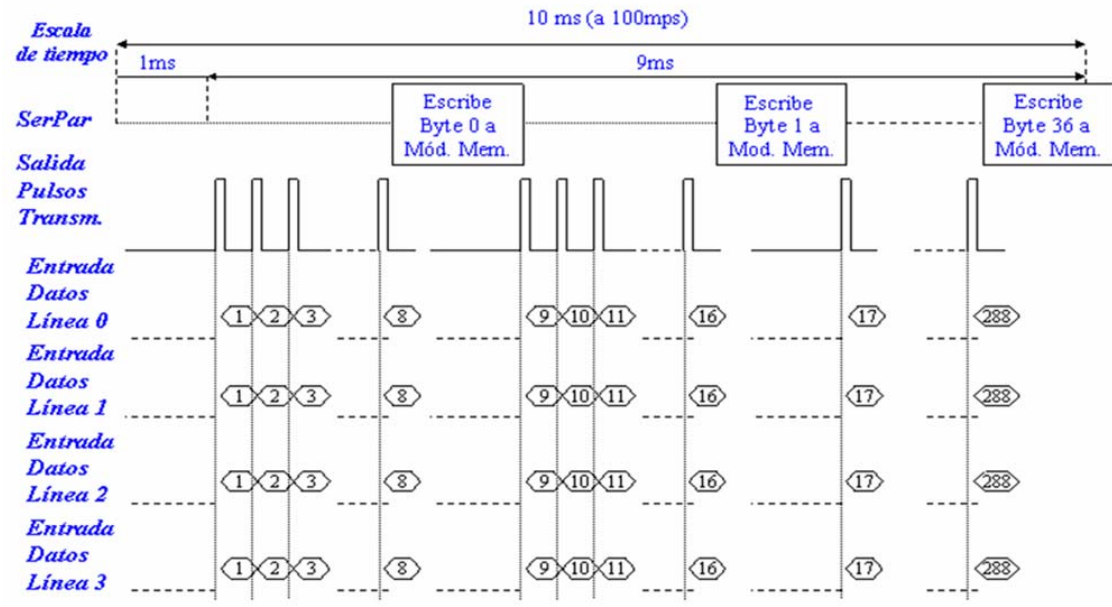 Escala
de tiempo
10 ms (a 100mps)
1ms
9ms
SerPar
Escribe
Byte 0 a
Mód. Mem.
Escribe
Byte 1 a
Mod. Mem.
Escribe
Byte 36 a
Mód. Mem.
Salida
Pulsos
Transm.
Entrada
Datos
Línea 0
1 2 3 8 9 10 11 16 17 288
Entrada
Datos
Línea 1
1 2 3 8 9 10 11 16 17 288
Entrada
Datos
Línea 2
1 2 3 8 9 10 11 16 17 288
Entrada
Datos
Línea 3
1 2 3 8 9 10 11 16 17 288